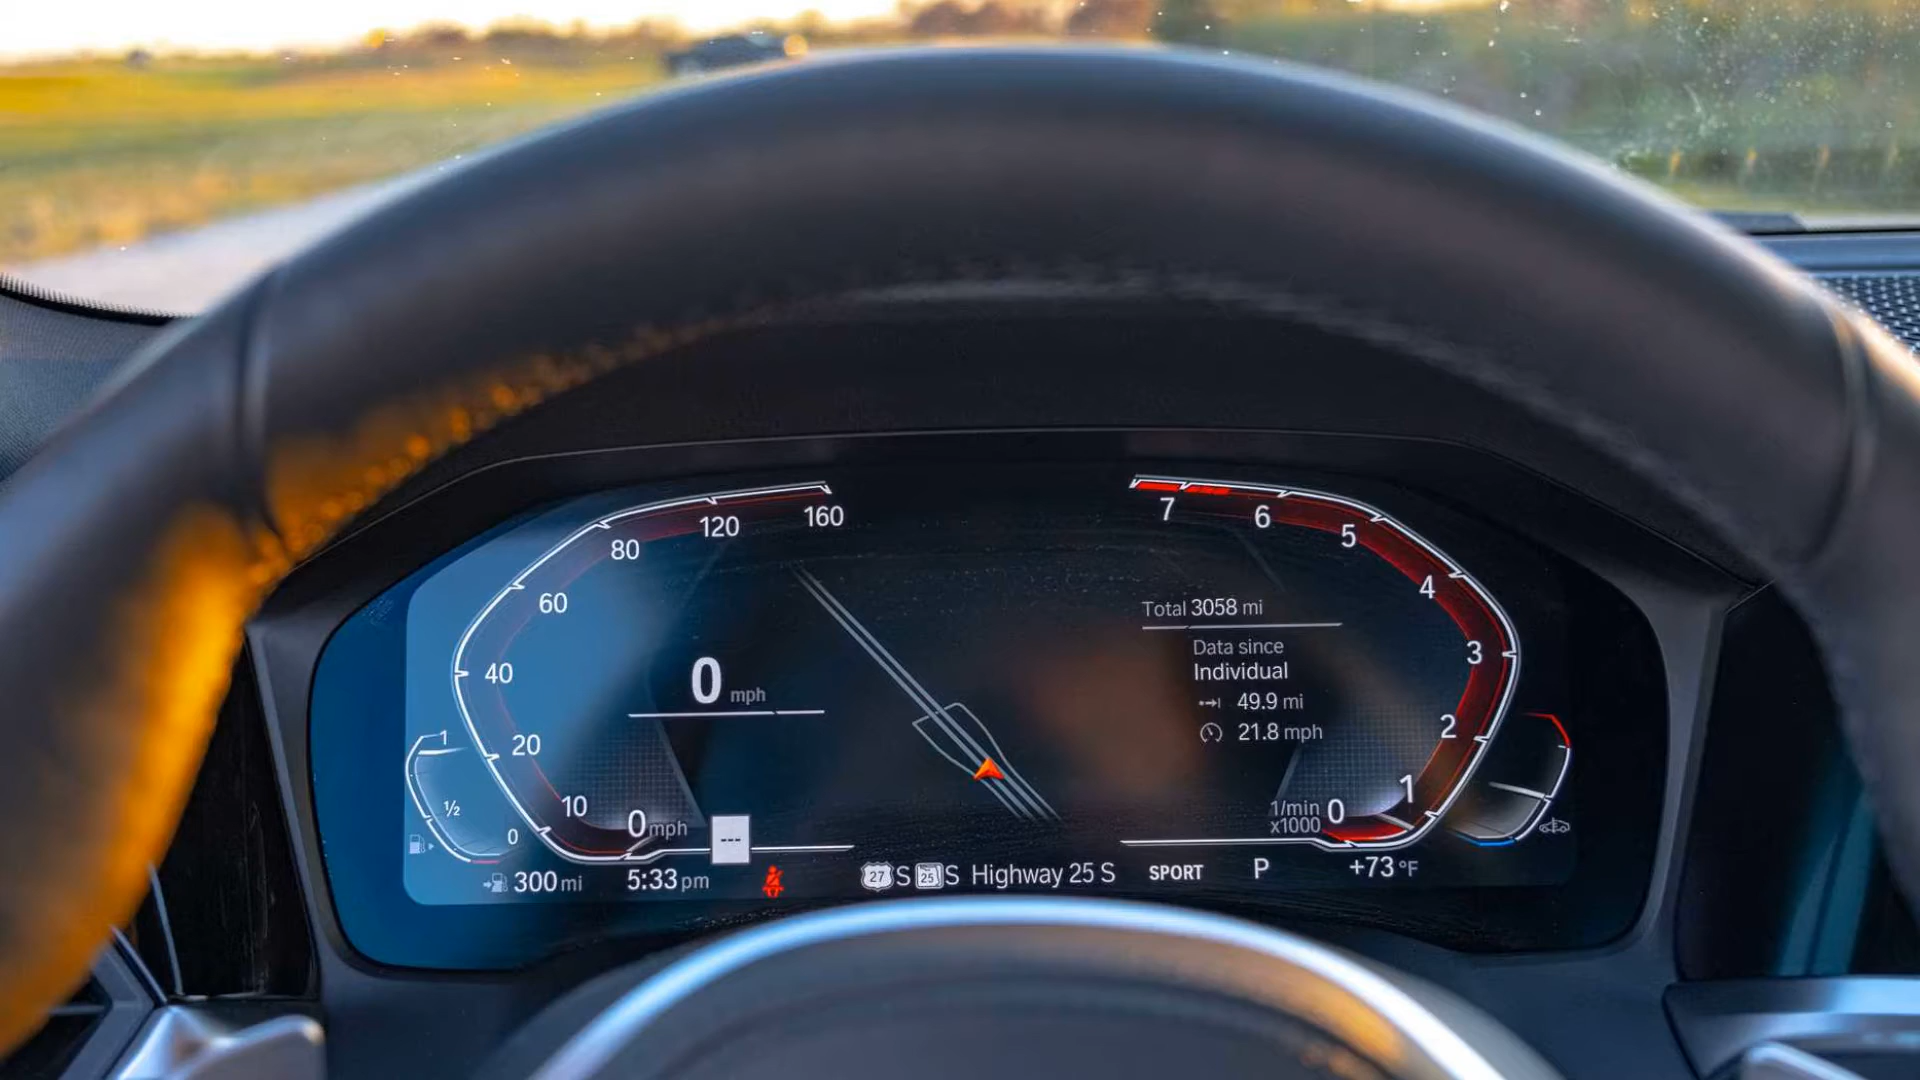 160
120
80
60
40
20
10
0 mph
0 mph
1
½
0
---
300 mi
5:33 pm
27 S 25 S Highway 25 S
SPORT
P
+73 °F
Total 3058 mi
Data since
Individual
49.9 mi
21.8 mph
7
6
5
4
3
2
1
0
1/min
x1000